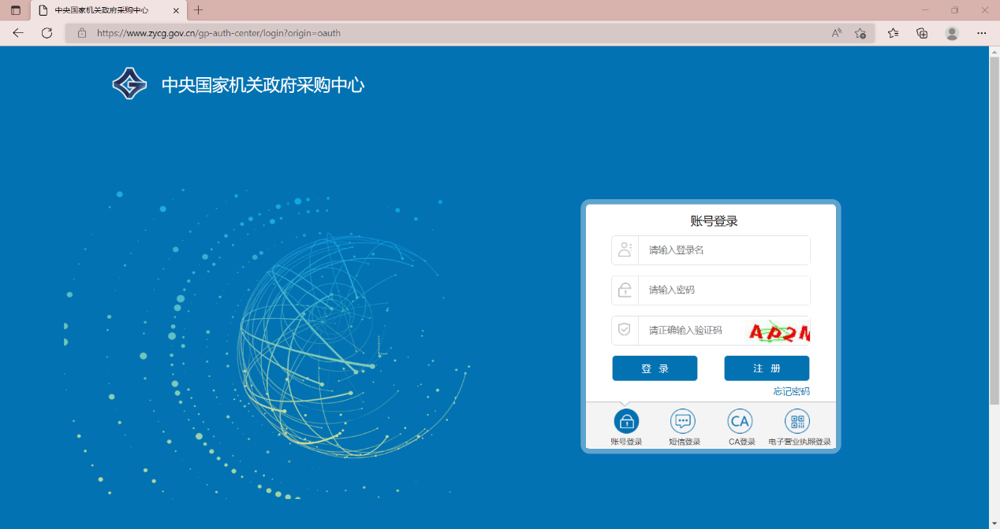 中央国家机关政府采购中心
https://www.zycg.gov.cn/gp-auth-center/login?origin=oauth
中央国家机关政府采购中心
账号登录
请输入登录名
请输入密码
请正确输入验证码
登 录
注 册
忘记密码
账号登录
短信登录
CA
CA登录
电子营业执照登录